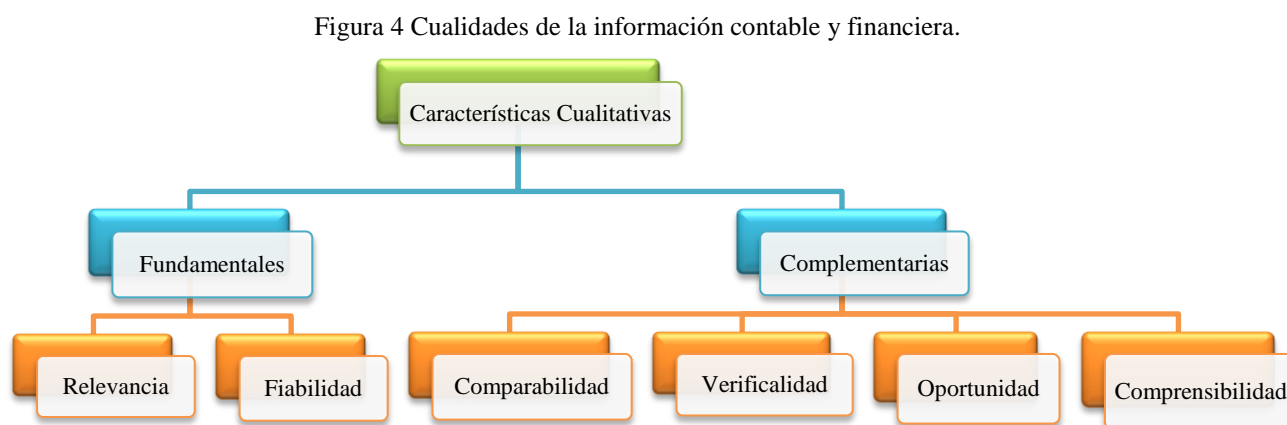 Figura 4 Cualidades de la información contable y financiera.
Características Cualitativas
Fundamentales
Complementarias
Relevancia
Fiabilidad
Comparabilidad
Verificalidad
Oportunidad
Comprensibilidad